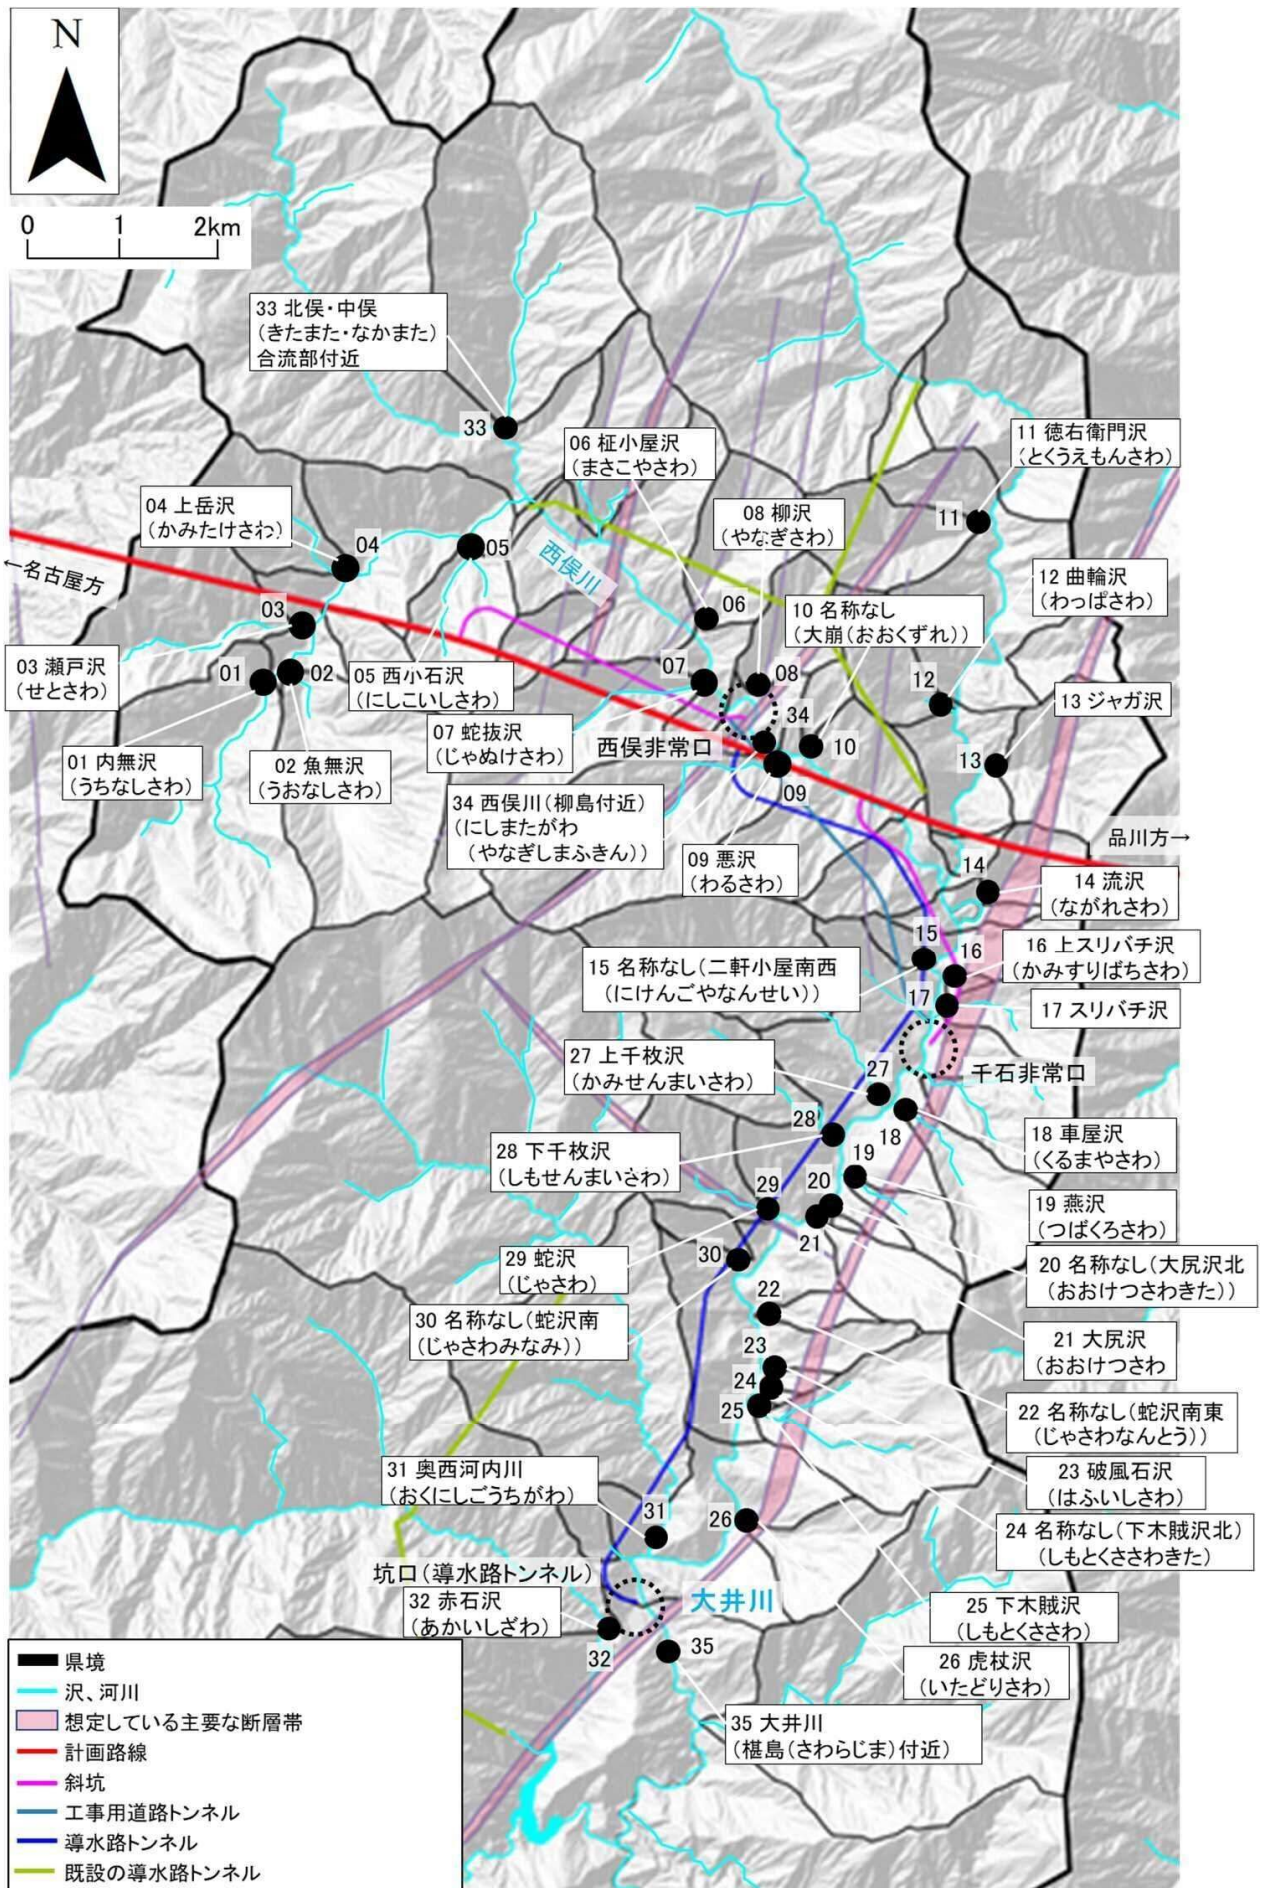 N
0 1 2km
33 北俣・中俣
(きたまた・なかまた)
合流部付近
33
06 柾小屋沢
(まさこやさわ)
11 徳右衛門沢
(とくうえもんさわ)
04 上岳沢
(かみたけさわ)
08 柳沢
(やなぎさわ)
11
04
05
←名古屋方
西俣川
12 曲輪沢
(わっぱさわ)
03
06
10 名称なし
(大崩(おおくずれ))
03 瀬戸沢
(せとさわ)
01
02
05 西小石沢
(にしこいしさわ)
07
08
12
13 ジャガ沢
07 蛇抜沢
(じゃぬけさわ)
34
西俣非常口
10
13
01 内無沢
(うちなしさわ)
02 魚無沢
(うおなしさわ)
09
34 西俣川(柳島付近)
(にしまたがわ
(やなぎしまふきん))
品川方→
09 悪沢
(わるさわ)
14
14 流沢
(ながれさわ)
15
16
16 上スリバチ沢
(かみすりばちさわ)
15 名称なし(二軒小屋南西
(にけんごやなんせい))
17
17 スリバチ沢
27 上千枚沢
(かみせんまいさわ)
27
千石非常口
28
18
18 車屋沢
(くるまやさわ)
28 下千枚沢
(しもせんまいさわ)
19
20
29
19 燕沢
(つばくろさわ)
21
29 蛇沢
(じゃさわ)
30
20 名称なし(大尻沢北
(おおけつさわきた))
30 名称なし(蛇沢南
(じゃさわみなみ))
22
21 大尻沢
(おおけつさわ
23
24
25
22 名称なし(蛇沢南東
(じゃさわなんとう))
31 奥西河内川
(おくにしごうちがわ)
23 破風石沢
(はふいしさわ)
31
26
24 名称なし(下木賊沢北)
(しもとくささわきた)
坑口(導水路トンネル)
大井川
32 赤石沢
(あかいしざわ)
25 下木賊沢
(しもとくささわ)
32
35
26 虎杖沢
(いたどりさわ)
35 大井川
(椹島(さわらじま)付近)
県境
沢、河川
想定している主要な断層帯
計画路線
斜坑
工事用道路トンネル
導水路トンネル
既設の導水路トンネル